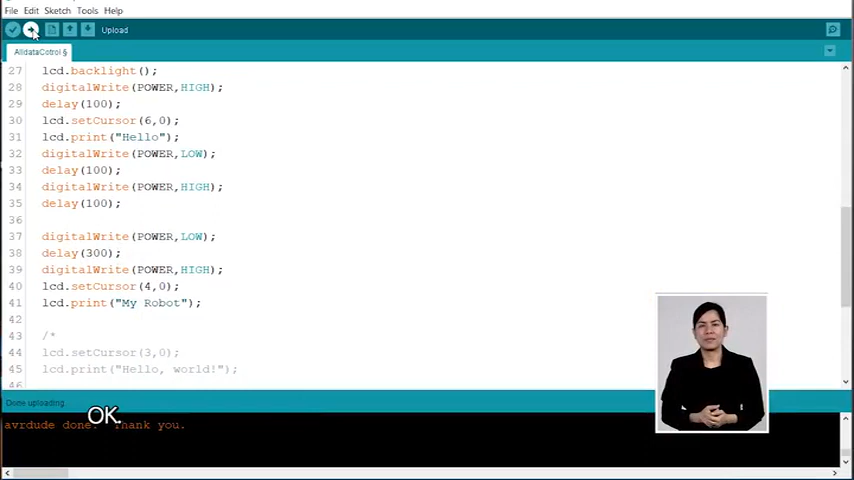 File Edit Sketch Tools Help
Upload
AlldataCotrol §
27 lcd.backlight();
28 digitalWrite(POWER,HIGH);
29 delay(100);
30 lcd.setCursor(6,0);
31 lcd.print("Hello");
32 digitalWrite(POWER,LOW);
33 delay(100);
34 digitalWrite(POWER,HIGH);
35 delay(100);
36
37 digitalWrite(POWER,LOW);
38 delay(300);
39 digitalWrite(POWER,HIGH);
40 lcd.setCursor(4,0);
41 lcd.print("My Robot");
42
43 /*
44 lcd.setCursor(3,0);
45 lcd.print("Hello, world!");
46
Done uploading.
OK.
avrdude done. Thank you.